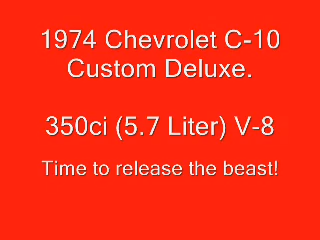 1974 Chevrolet C-10
Custom Deluxe.
350ci (5.7 Liter) V-8
Time to release the beast!